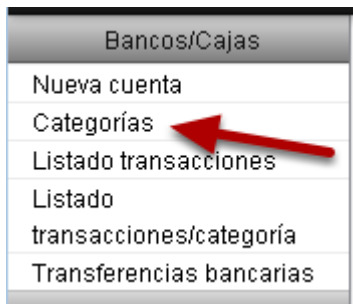 Bancos/Cajas
Nueva cuenta
Categorías
Listado transacciones
Listado
transacciones/categoría
Transferencias bancarias